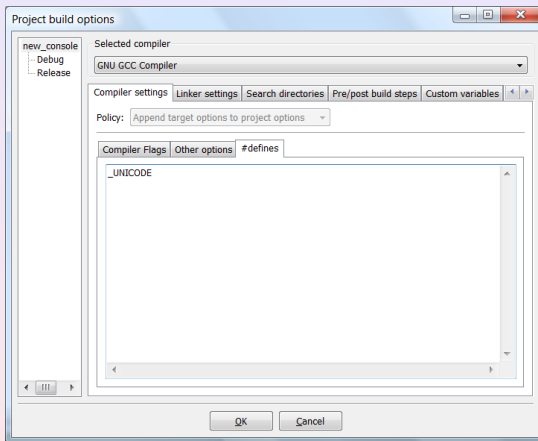 Project build options
new_console
Debug
Release
Selected compiler
GNU GCC Compiler
Compiler settings Linker settings Search directories Pre/post build steps Custom variables
Policy: Append target options to project options
Compiler Flags Other options #defines
_UNICODE
OK Cancel